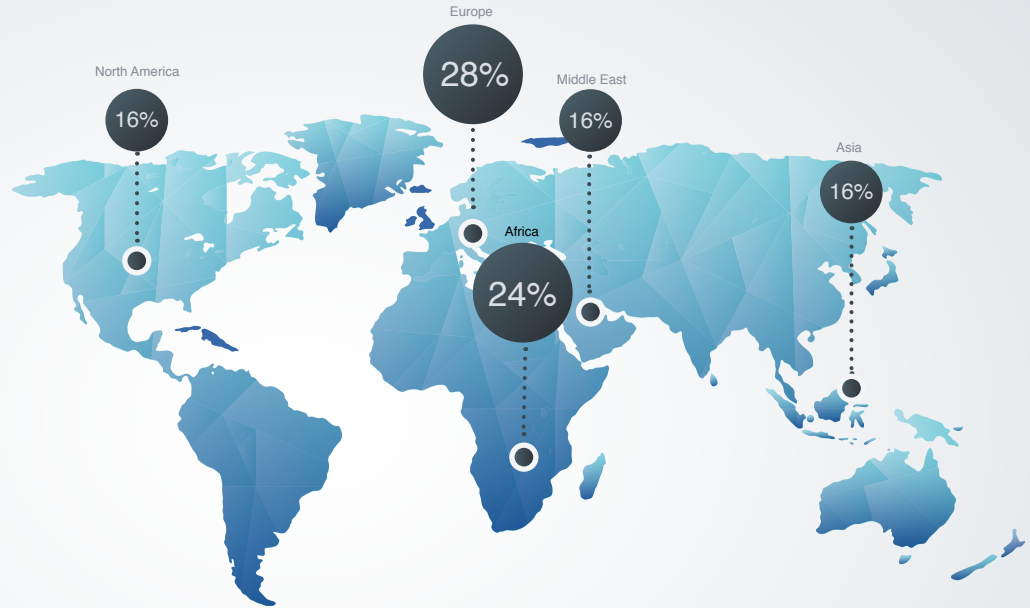 Europe
28%
North America
16%
Middle East
16%
Asia
16%
Africa
24%